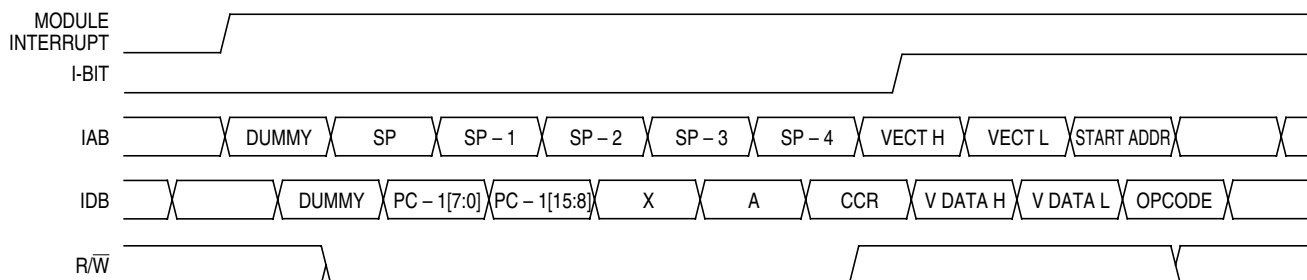 MODULE
INTERRUPT
I-BIT
IAB DUMMY SP SP – 1 SP – 2 SP – 3 SP – 4 VECT H VECT L START ADDR
IDB DUMMY PC – 1[7:0] PC – 1[15:8] X A CCR V DATA H V DATA L OPCODE
R/W̅